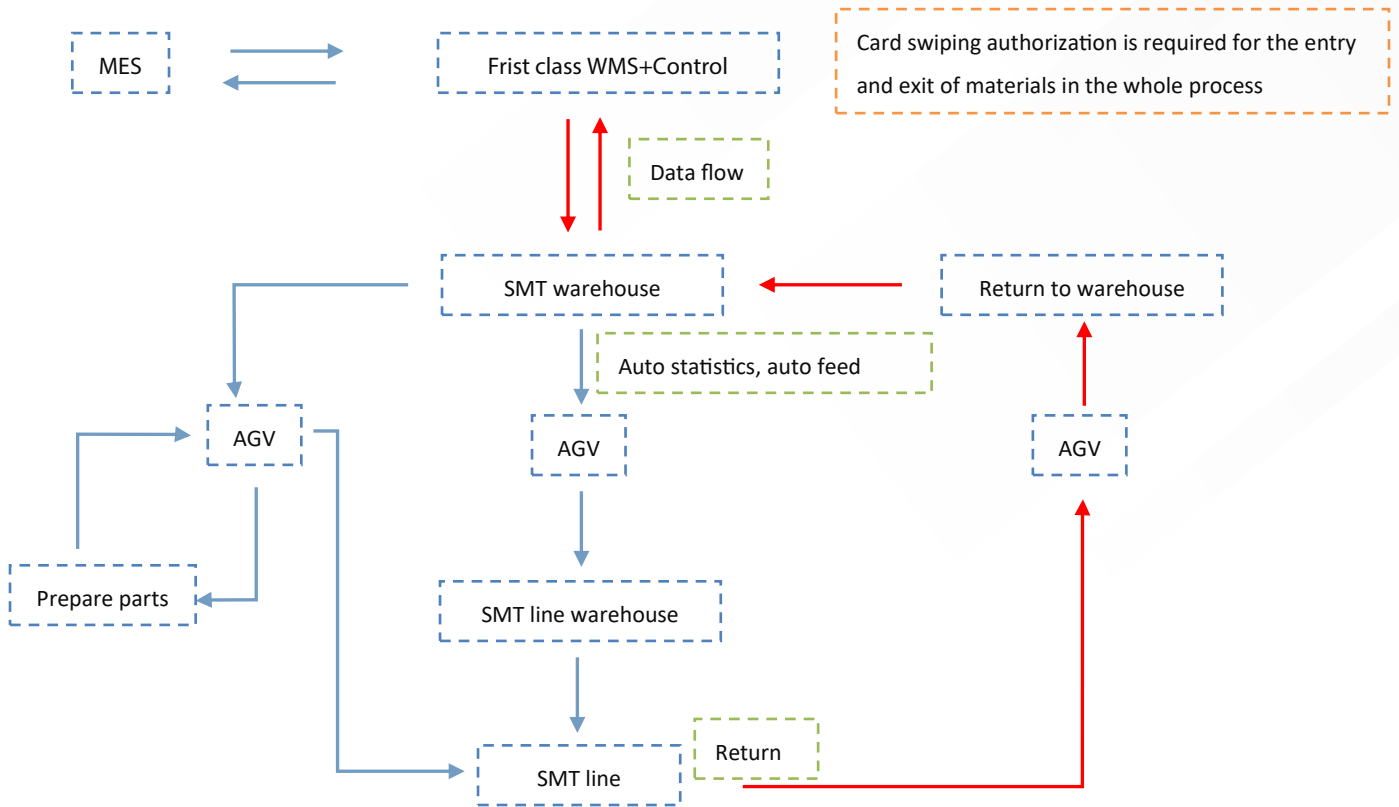 MES
Frist class WMS+Control
Card swiping authorization is required for the entry
and exit of materials in the whole process
Data flow
SMT warehouse
Return to warehouse
Auto statistics, auto feed
AGV
AGV
AGV
Prepare parts
SMT line warehouse
Return
SMT line